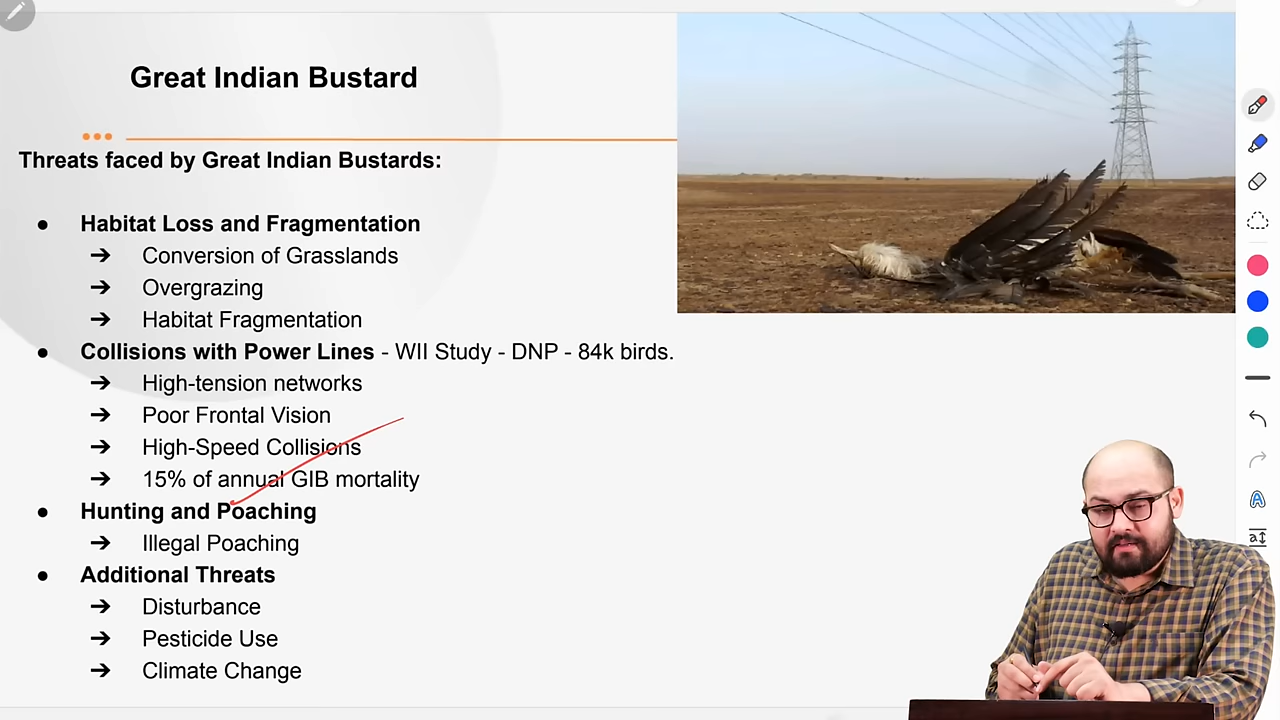 Great Indian Bustard
Threats faced by Great Indian Bustards:
● Habitat Loss and Fragmentation
➔ Conversion of Grasslands
➔ Overgrazing
➔ Habitat Fragmentation
● Collisions with Power Lines - WII Study - DNP - 84k birds.
➔ High-tension networks
➔ Poor Frontal Vision
➔ High-Speed Collisions
➔ 15% of annual GIB mortality
● Hunting and Poaching
➔ Illegal Poaching
● Additional Threats
➔ Disturbance
➔ Pesticide Use
➔ Climate Change
A
a